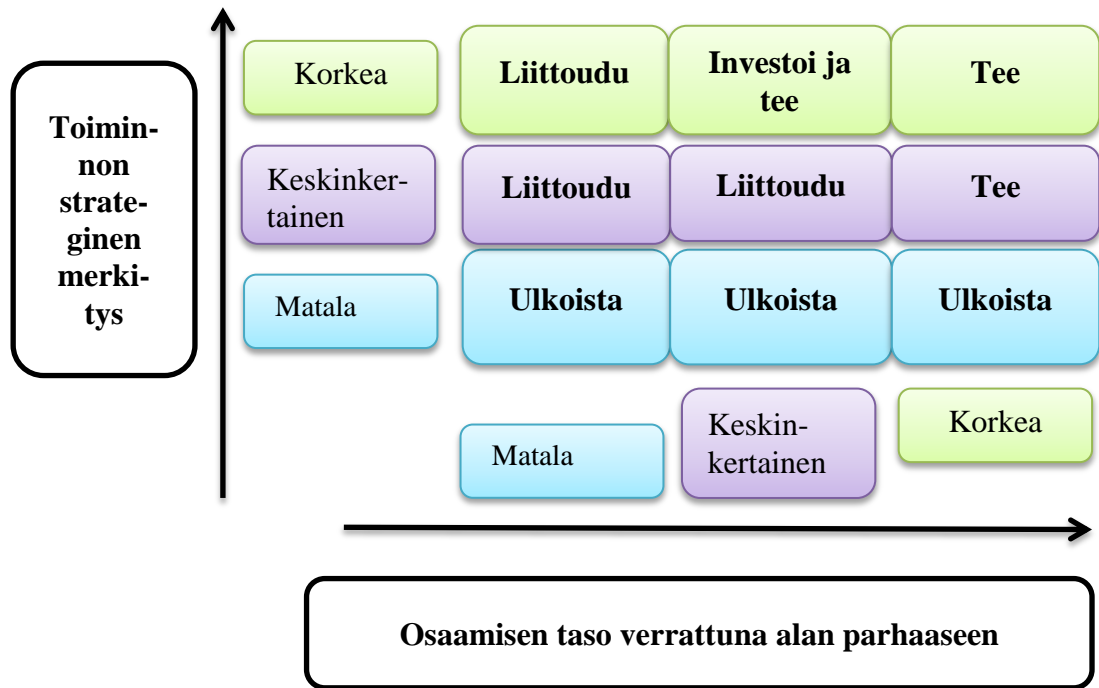 Toimin-
non
strate-
ginen
merki-
tys
Korkea
Liittoudu
Investoi ja
tee
Tee
Keskinker-
tainen
Liittoudu
Liittoudu
Tee
Matala
Ulkoista
Ulkoista
Ulkoista
Matala
Keskin-
kertainen
Korkea
Osaamisen taso verrattuna alan parhaaseen